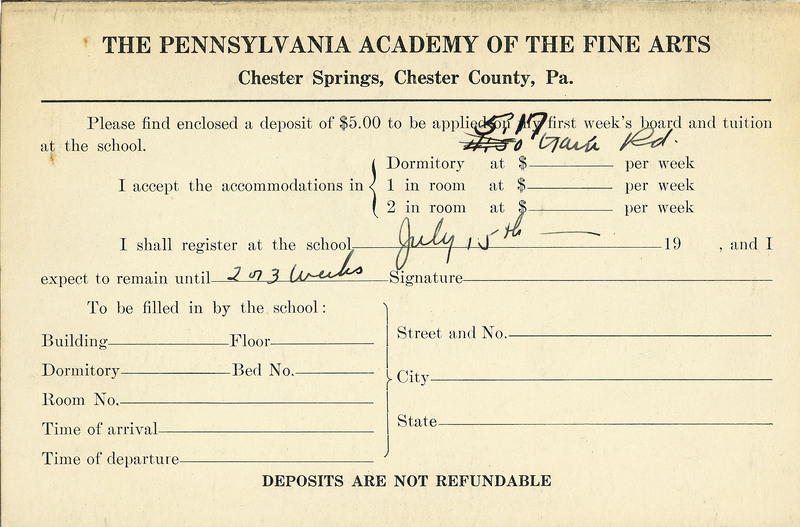 THE PENNSYLVANIA ACADEMY OF THE FINE ARTS
Chester Springs, Chester County, Pa.
Please find enclosed a deposit of $5.00 to be applied on my first week's board and tuition
at the school.
5,17
Rd.
Dormitory at $ per week
I accept the accommodations in 1 in room at $ per week
2 in room at $ per week
I shall register at the school July 15th 19 , and I
expect to remain until 2 or 3 weeks Signature
To be filled in by the school:
Building Floor
Dormitory Bed No.
Room No.
Time of arrival
Time of departure
Street and No.
City
State
DEPOSITS ARE NOT REFUNDABLE